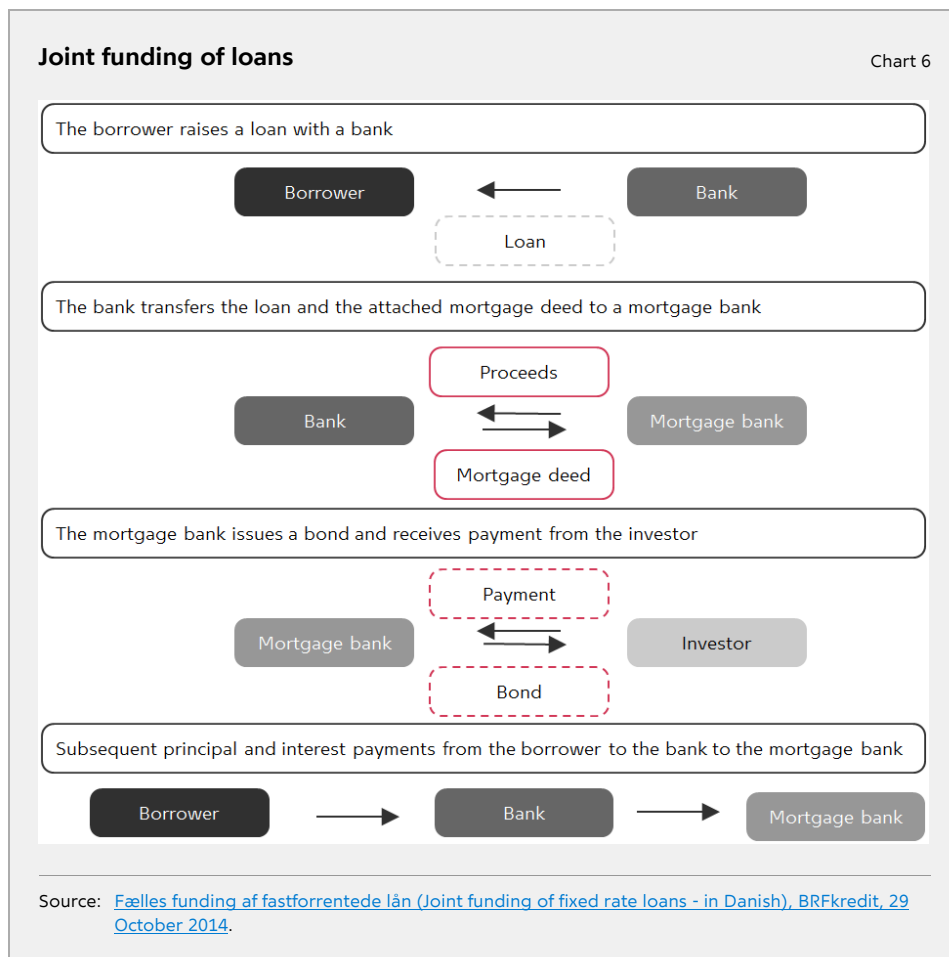 Joint funding of loans
Chart 6
The borrower raises a loan with a bank
Borrower
Bank
Loan
The bank transfers the loan and the attached mortgage deed to a mortgage bank
Proceeds
Bank
Mortgage bank
Mortgage deed
The mortgage bank issues a bond and receives payment from the investor
Payment
Mortgage bank
Investor
Bond
Subsequent principal and interest payments from the borrower to the bank to the mortgage bank
Borrower
Bank
Mortgage bank
Source: Fælles funding af fastforrentede lån (Joint funding of fixed rate loans - in Danish), BRFkredit, 29
October 2014.